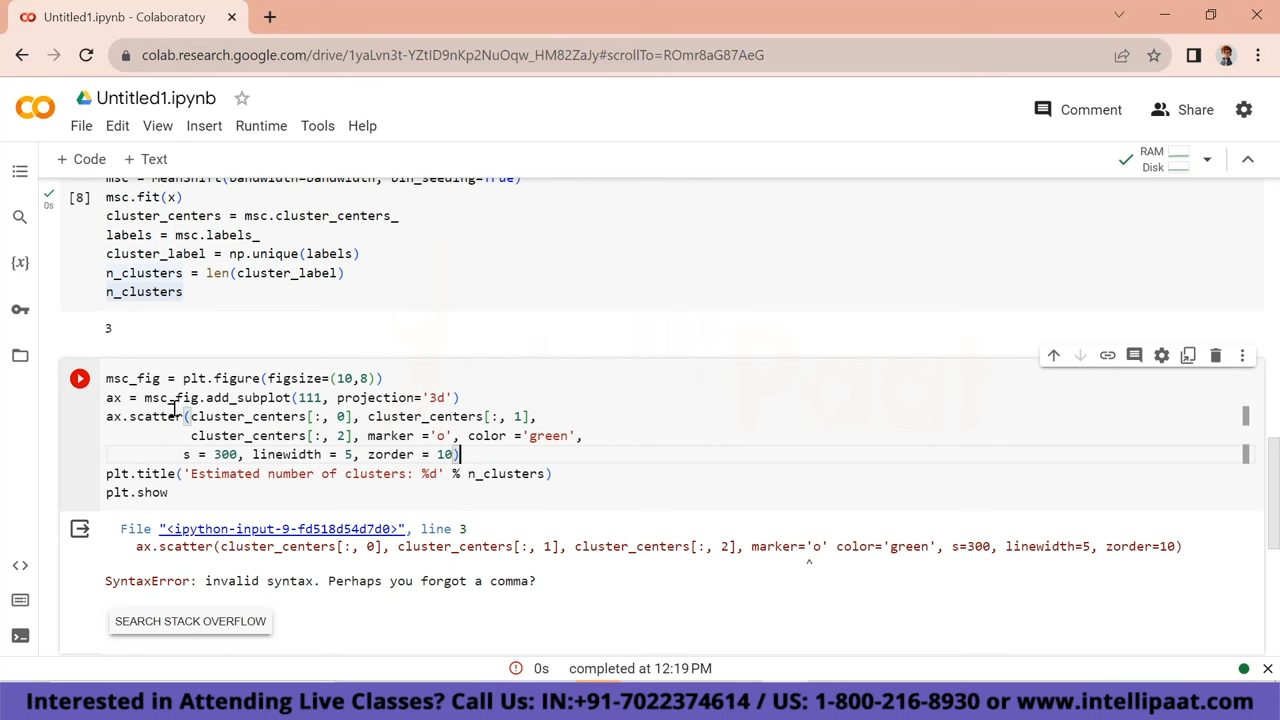 Untitled1.ipynb - Colaboratory
colab.research.google.com/drive/1yaLvn3t-YZtID9nKp2NuOqw_HM82ZaJy#scrollTo=ROmr8aG87AeG
Untitled1.ipynb
Comment
Share
File Edit View Insert Runtime Tools Help
+ Code + Text
RAM
Disk
msc = MeanShift(bandwidth=bandwidth, bin_seeding=True)
[8] msc.fit(x)
0s
cluster_centers = msc.cluster_centers_
labels = msc.labels_
cluster_label = np.unique(labels)
n_clusters = len(cluster_label)
n_clusters
3
msc_fig = plt.figure(figsize=(10,8))
ax = msc_fig.add_subplot(111, projection='3d')
ax.scatter(cluster_centers[:, 0], cluster_centers[:, 1],
cluster_centers[:, 2], marker ='o', color ='green',
s = 300, linewidth = 5, zorder = 10)
plt.title('Estimated number of clusters: %d' % n_clusters)
plt.show
File "<ipython-input-9-fd518d54d7d0>", line 3
ax.scatter(cluster_centers[:, 0], cluster_centers[:, 1], cluster_centers[:, 2], marker='o' color='green', s=300, linewidth=5, zorder=10)
^
SyntaxError: invalid syntax. Perhaps you forgot a comma?
SEARCH STACK OVERFLOW
0s completed at 12:19 PM
Interested in Attending Live Classes? Call Us: IN:+91-7022374614 / US: 1-800-216-8930 or www.intellipaat.com